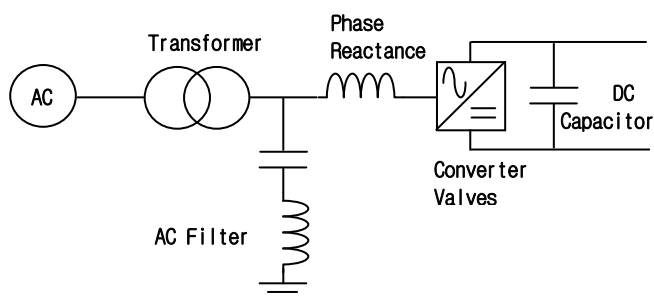 Phase
Reactance
Transformer
AC
DC
Capacitor
Converter
Valves
AC Filter